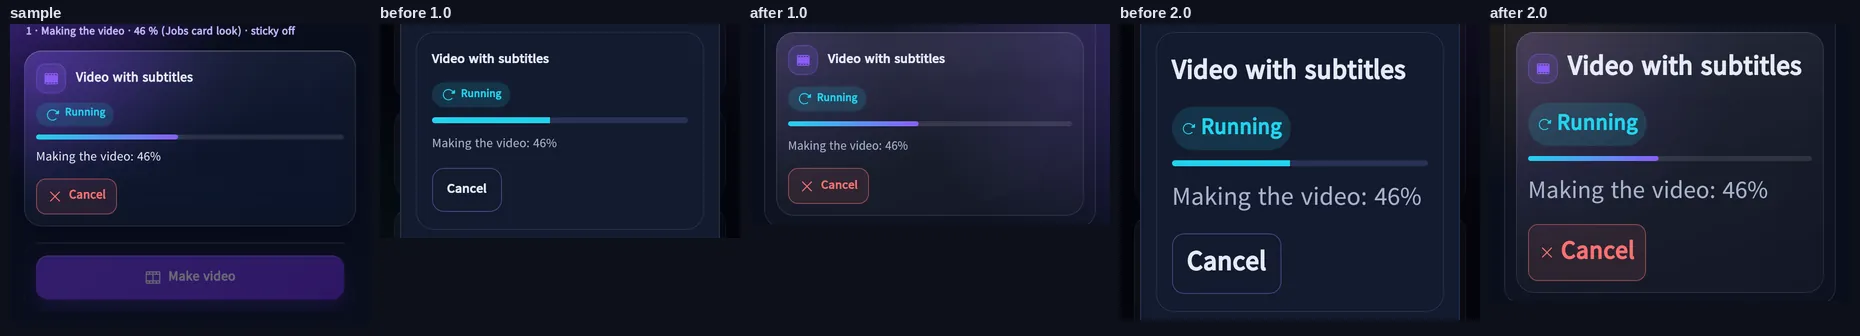 sample
1 · Making the video · 46 % (Jobs card look) · sticky off
Video with subtitles
Running
Making the video: 46%
Cancel
Make video
before 1.0
Video with subtitles
Running
Making the video: 46%
Cancel
after 1.0
Video with subtitles
Running
Making the video: 46%
Cancel
before 2.0
Video with subtitles
Running
Making the video: 46%
Cancel
after 2.0
Video with subtitles
Running
Making the video: 46%
Cancel